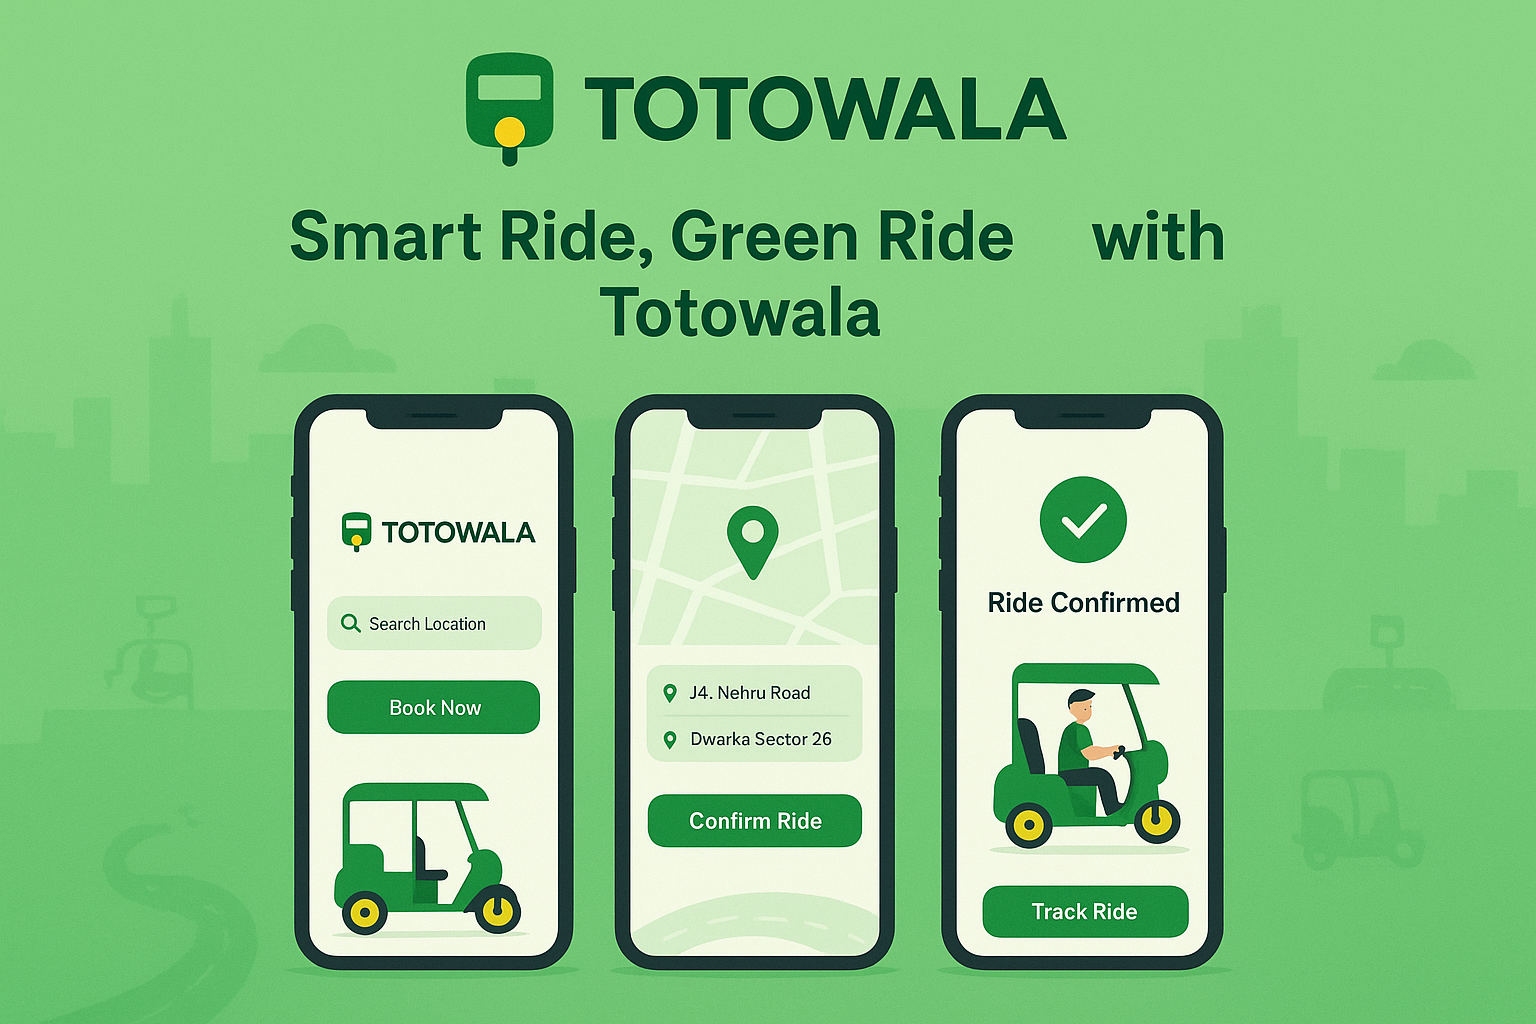 TOTOWALA
Smart Ride, Green Ride with
Totowala
TOTOWALA
Search Location
Book Now
J4. Nehru Road
Dwarka Sector 26
Confirm Ride
Ride Confirmed
Track Ride